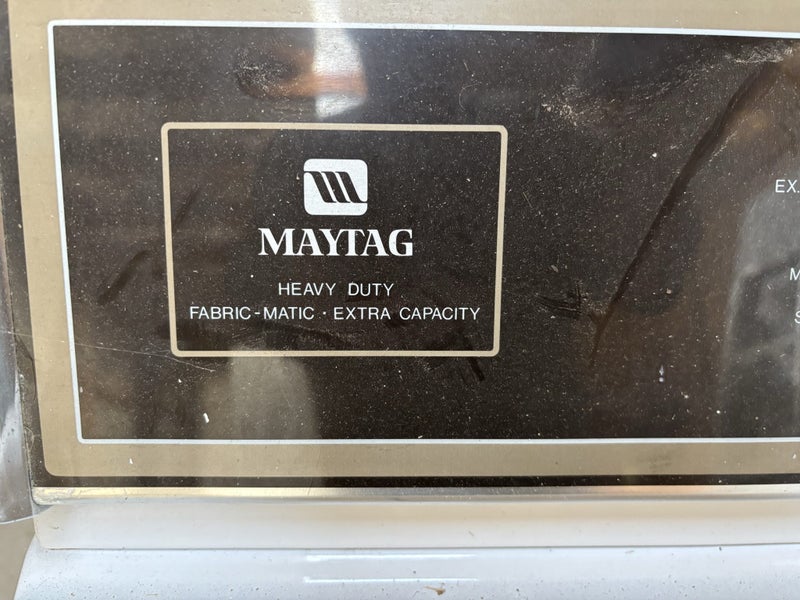 MAYTAG
HEAVY DUTY
FABRIC-MATIC · EXTRA CAPACITY